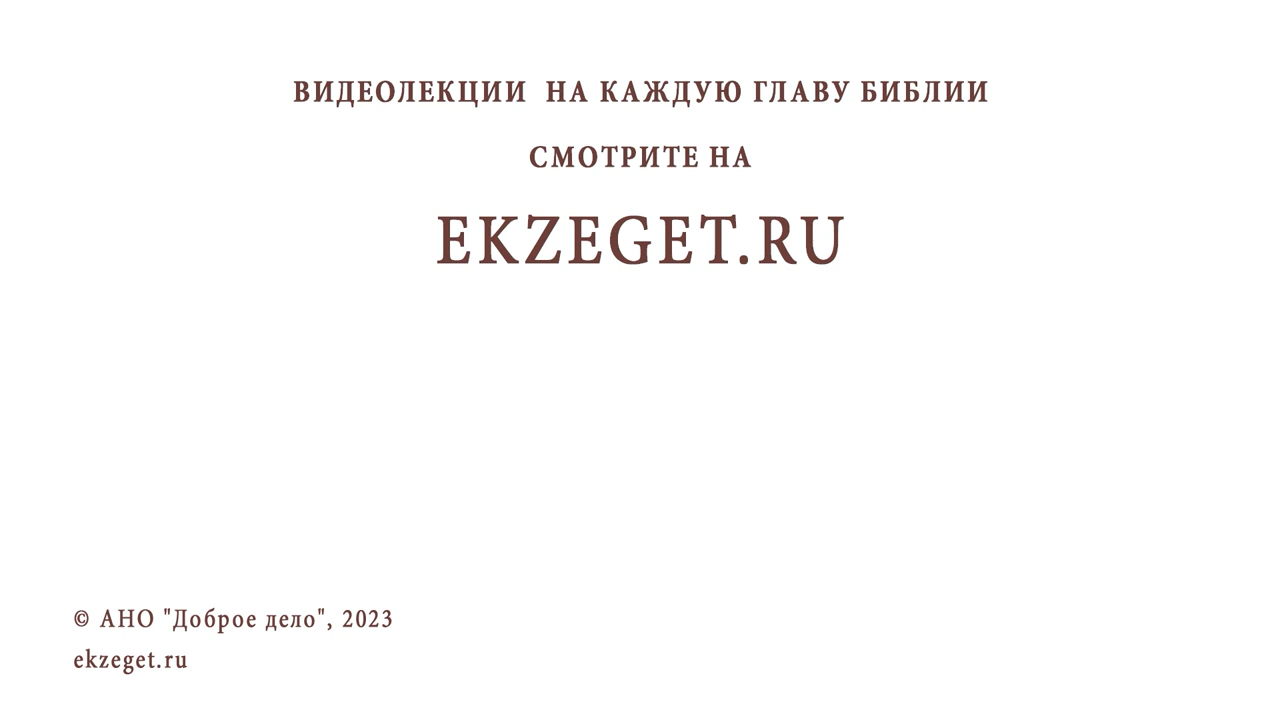 ВИДЕОЛЕКЦИИ НА КАЖДУЮ ГЛАВУ БИБЛИИ
СМОТРИТЕ НА
EKZEGET.RU
© АНО "Доброе дело", 2023
ekzeget.ru